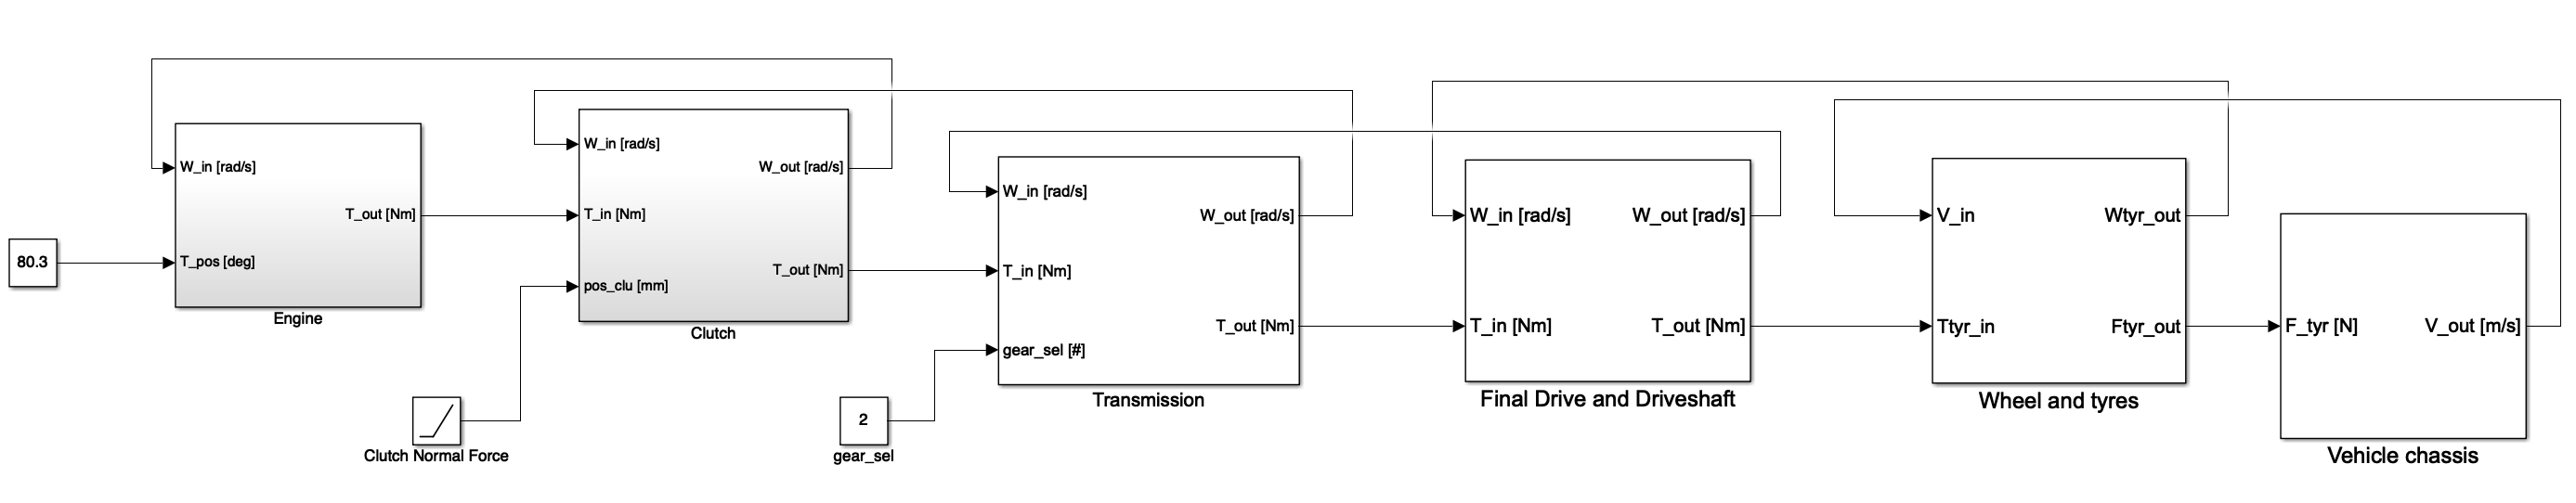 80.3
W_in [rad/s]
T_out [Nm]
T_pos [deg]
Engine
Clutch Normal Force
W_in [rad/s]
W_out [rad/s]
T_in [Nm]
T_out [Nm]
pos_clu [mm]
Clutch
2
gear_sel
W_in [rad/s]
W_out [rad/s]
T_in [Nm]
T_out [Nm]
gear_sel [#]
Transmission
W_in [rad/s]
W_out [rad/s]
T_in [Nm]
T_out [Nm]
Final Drive and Driveshaft
V_in
Wtyr_out
Ttyr_in
Ftyr_out
Wheel and tyres
F_tyr [N]
V_out [m/s]
Vehicle chassis